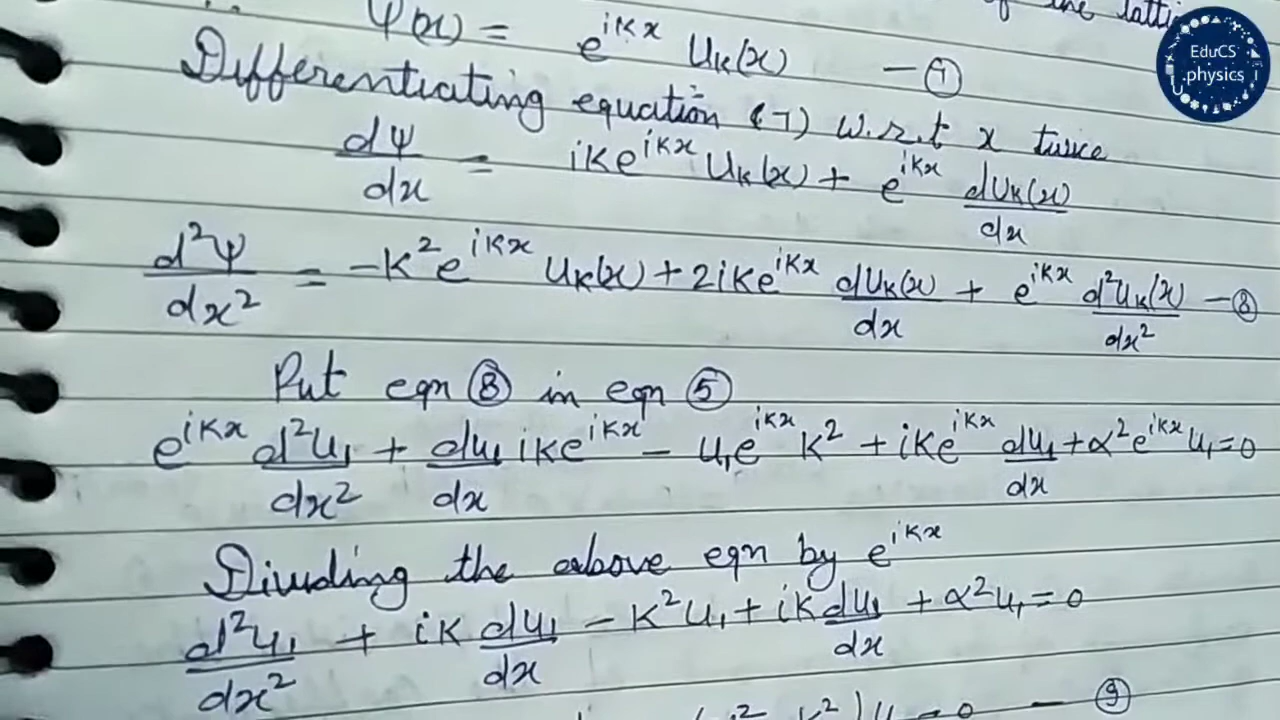 of the latti
ψ(x) = e^{ikx} U_k(x) — ⑦
EduCS
.physics
Differentiating equation (7) w.r.t x twice
dψ/dx = ike^{ikx} U_k(x) + e^{ikx} dU_k(x)/dx
d²ψ/dx² = -k²e^{ikx} U_k(x) + 2ike^{ikx} dU_k(x)/dx + e^{ikx} d²U_k(x)/dx² — ⑧
Put eqn ⑧ in eqn ⑤
e^{ikx} d²u₁/dx² + du₁/dx ike^{ikx} - u₁e^{ikx} k² + ike^{ikx} du₁/dx + α²e^{ikx}u₁=0
Dividing the above eqn by e^{ikx}
d²u₁/dx² + ik du₁/dx - k²u₁ + ik du₁/dx + α²u₁=0
— ⑨